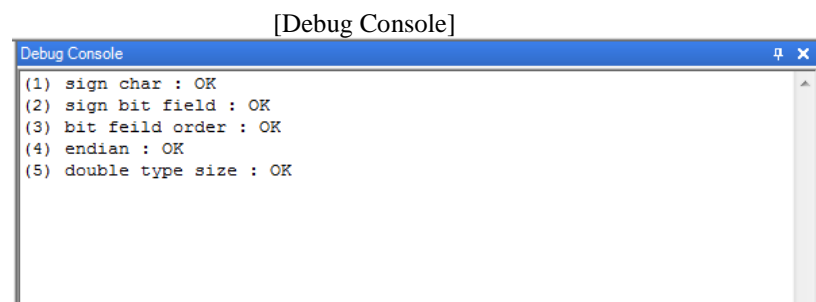 [Debug Console]
Debug Console
(1) sign char : OK
(2) sign bit field : OK
(3) bit feild order : OK
(4) endian : OK
(5) double type size : OK